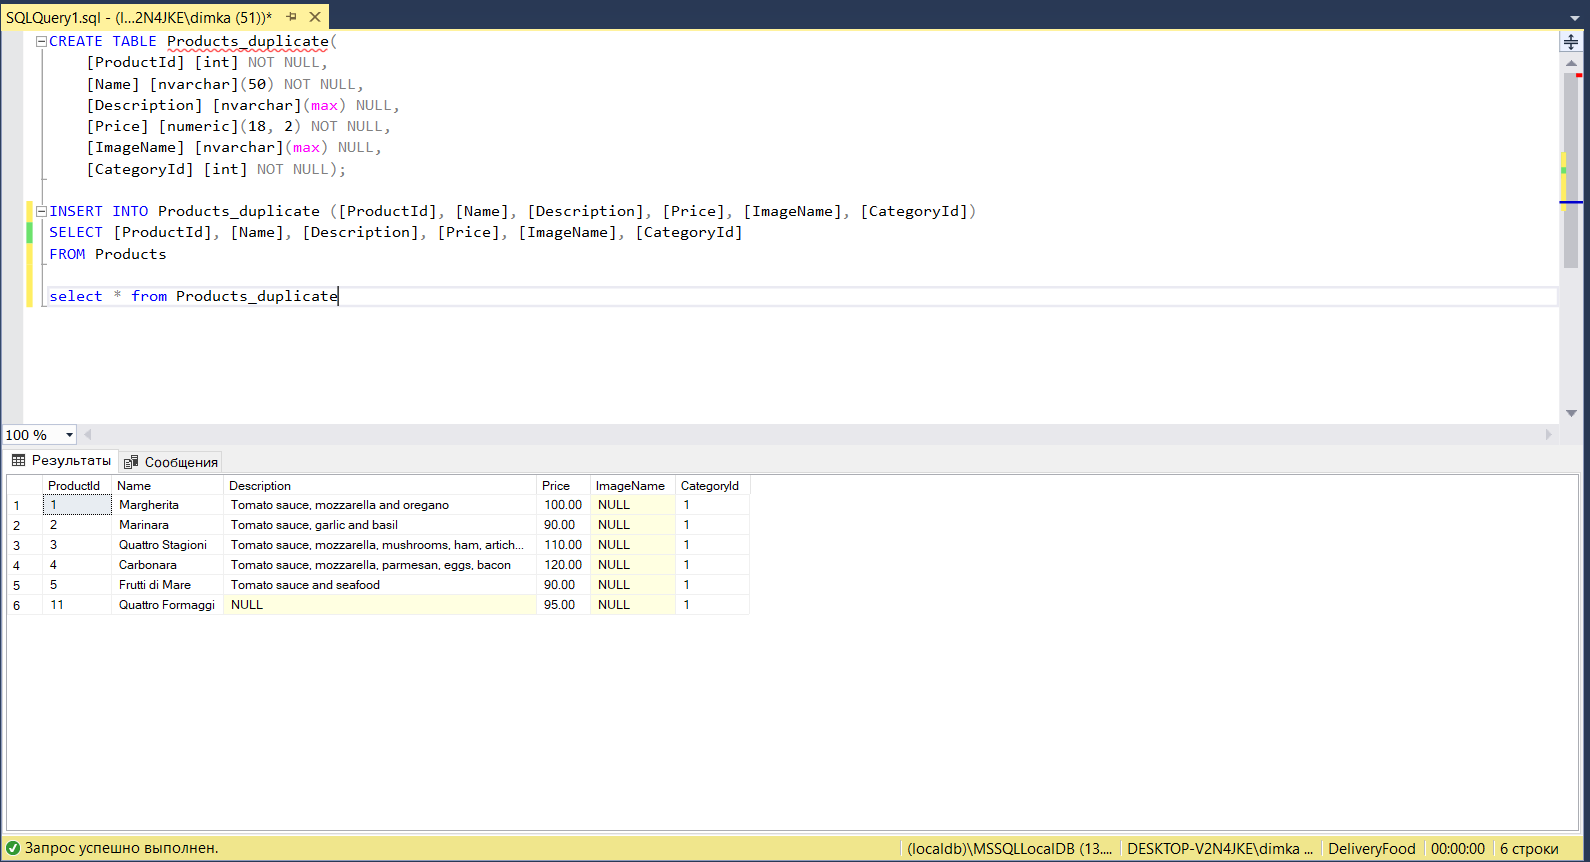 SQLQuery1.sql - (l...2N4JKE\dimka (51))*
CREATE TABLE Products_duplicate(
[ProductId] [int] NOT NULL,
[Name] [nvarchar](50) NOT NULL,
[Description] [nvarchar](max) NULL,
[Price] [numeric](18, 2) NOT NULL,
[ImageName] [nvarchar](max) NULL,
[CategoryId] [int] NOT NULL);
INSERT INTO Products_duplicate ([ProductId], [Name], [Description], [Price], [ImageName], [CategoryId])
SELECT [ProductId], [Name], [Description], [Price], [ImageName], [CategoryId]
FROM Products
select * from Products_duplicate
100 %
Результаты Сообщения
ProductId Name Description Price ImageName CategoryId
1 1 Margherita Tomato sauce, mozzarella and oregano 100.00 NULL 1
2 2 Marinara Tomato sauce, garlic and basil 90.00 NULL 1
3 3 Quattro Stagioni Tomato sauce, mozzarella, mushrooms, ham, artich... 110.00 NULL 1
4 4 Carbonara Tomato sauce, mozzarella, parmesan, eggs, bacon 120.00 NULL 1
5 5 Frutti di Mare Tomato sauce and seafood 90.00 NULL 1
6 11 Quattro Formaggi NULL 95.00 NULL 1
Запрос успешно выполнен. (localdb)\MSSQLLocalDB (13.... DESKTOP-V2N4JKE\dimka ... DeliveryFood 00:00:00 6 строки